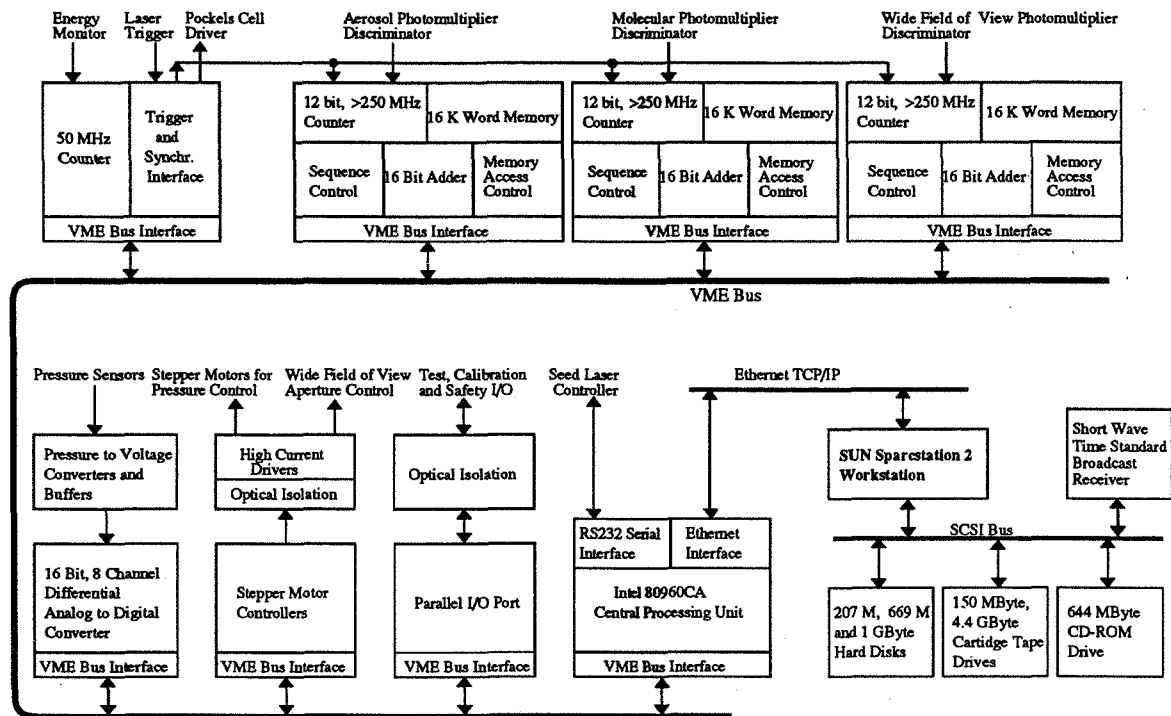 Energy
Monitor
Laser
Trigger
Pockels Cell
Driver
Aerosol Photomultiplier
Discriminator
Molecular Photomultiplier
Discriminator
Wide Field of View Photomultiplier
Discriminator
50 MHz
Counter
Trigger
and
Synchr.
Interface
VME Bus Interface
12 bit, >250 MHz
Counter
16 K Word Memory
Sequence
Control
16 Bit Adder
Memory
Access
Control
VME Bus Interface
12 bit, >250 MHz
Counter
16 K Word Memory
Sequence
Control
16 Bit Adder
Memory
Access
Control
VME Bus Interface
12 bit, >250 MHz
Counter
16 K Word Memory
Sequence
Control
16 Bit Adder
Memory
Access
Control
VME Bus Interface
VME Bus
Pressure Sensors
Stepper Motors for
Pressure Control
Wide Field of View
Aperture Control
Test, Calibration
and Safety I/O
Seed Laser
Controller
Ethernet TCP/IP
Pressure to Voltage
Converters and
Buffers
High Current
Drivers
Optical Isolation
Optical Isolation
SUN Sparcstation 2
Workstation
Short Wave
Time Standard
Broadcast
Receiver
SCSI Bus
16 Bit, 8 Channel
Differential
Analog to Digital
Converter
VME Bus Interface
Stepper Motor
Controllers
VME Bus Interface
Parallel I/O Port
VME Bus Interface
RS232 Serial
Interface
Ethernet
Interface
Intel 80960CA
Central Processing Unit
VME Bus Interface
207 M, 669 M
and 1 GByte
Hard Disks
150 MByte,
4.4 GByte
Cartidge Tape
Drives
644 MByte
CD-ROM
Drive